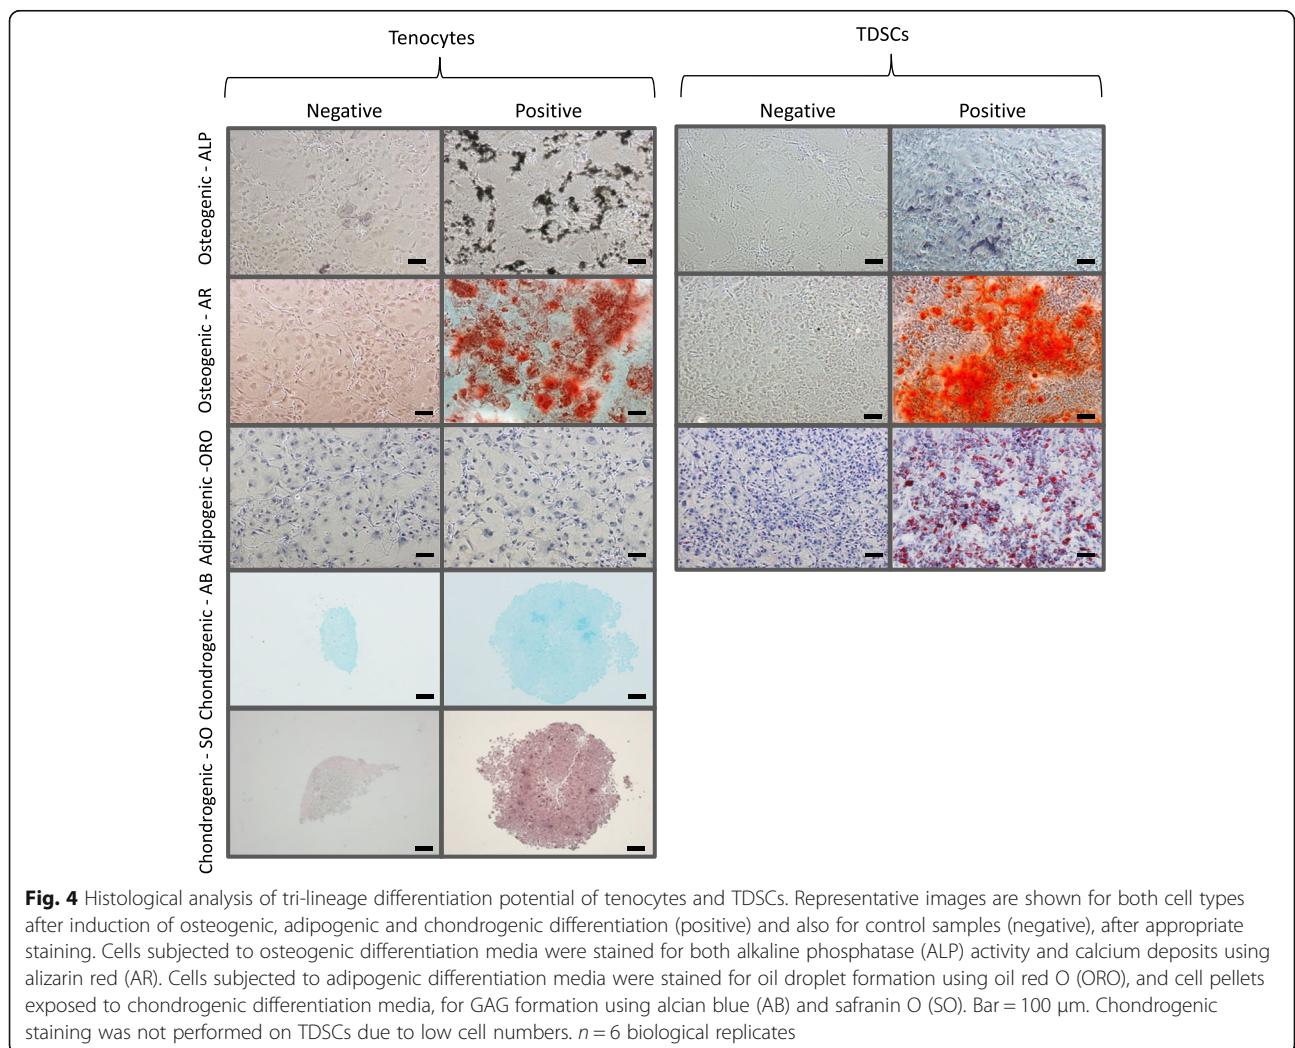 Tenocytes
TDSCs
Negative
Positive
Negative
Positive
Osteogenic - ALP
Osteogenic - AR
Adipogenic -ORO
Chondrogenic - AB
Chondrogenic - SO
Fig. 4 Histological analysis of tri-lineage differentiation potential of tenocytes and TDSCs. Representative images are shown for both cell types
after induction of osteogenic, adipogenic and chondrogenic differentiation (positive) and also for control samples (negative), after appropriate
staining. Cells subjected to osteogenic differentiation media were stained for both alkaline phosphatase (ALP) activity and calcium deposits using
alizarin red (AR). Cells subjected to adipogenic differentiation media were stained for oil droplet formation using oil red O (ORO), and cell pellets
exposed to chondrogenic differentiation media, for GAG formation using alcian blue (AB) and safranin O (SO). Bar = 100 μm. Chondrogenic
staining was not performed on TDSCs due to low cell numbers. n = 6 biological replicates